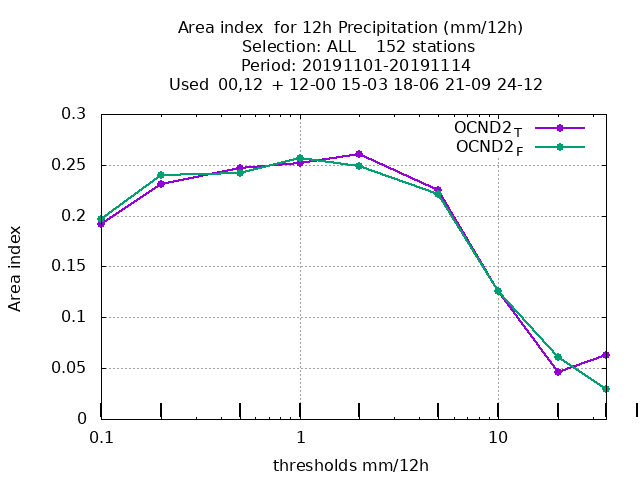 Area index  for 12h Precipitation (mm/12h)
Selection: ALL    152 stations
Period: 20191101-20191114
Used  00,12  + 12-00 15-03 18-06 21-09 24-12
OCND2T
OCND2F
0.3
0.25
0.2
0.15
0.1
0.05
0
Area index
0.1 1 10
thresholds mm/12h